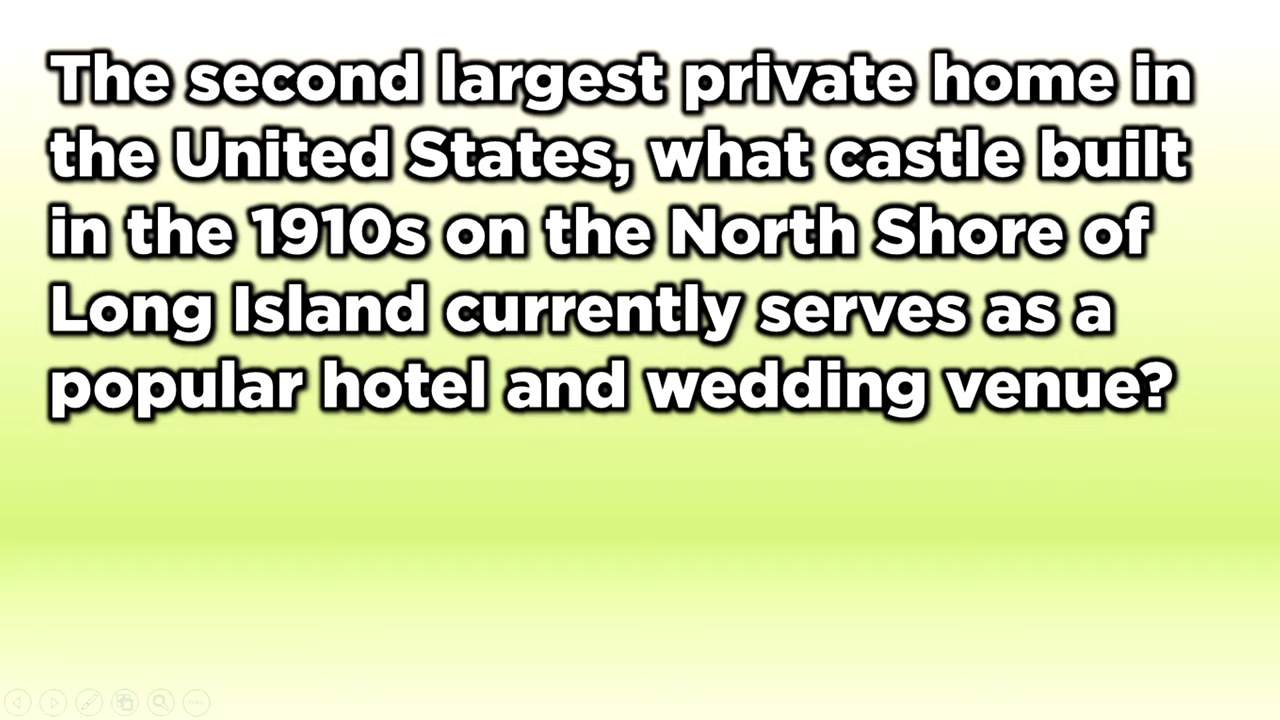 The second largest private home in
the United States, what castle built
in the 1910s on the North Shore of
Long Island currently serves as a
popular hotel and wedding venue?